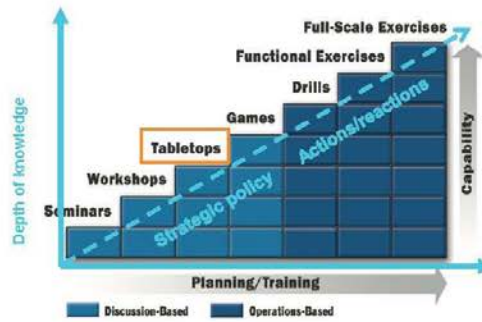 Full-Scale Exercises
Functional Exercises
Drills
Games
Tabletops
Workshops
Seminars
Strategic policy
Actions/reactions
Depth of knowledge
Capability
Planning/Training
Discussion-Based
Operations-Based